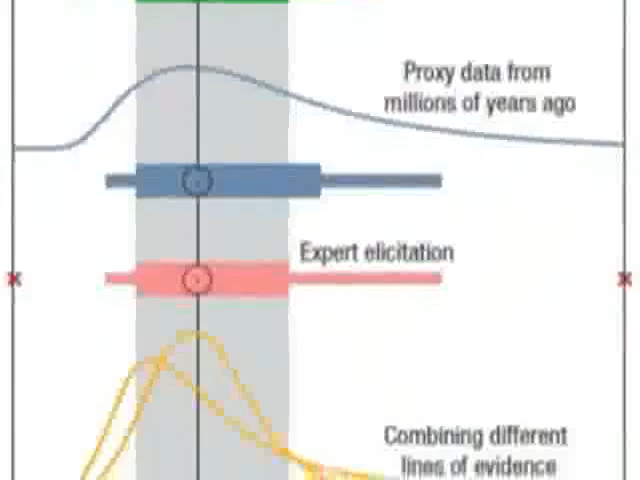 Proxy data from
millions of years ago
Expert elicitation
Combining different
lines of evidence